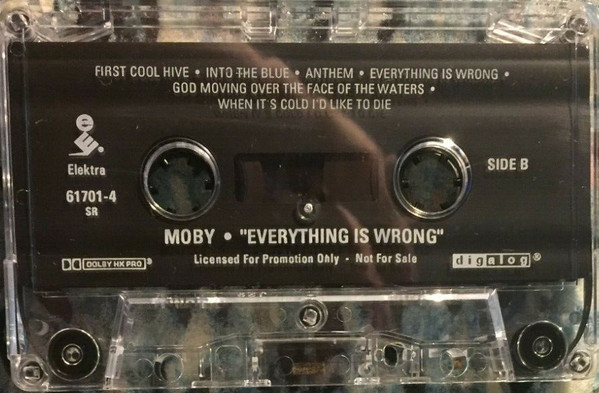 FIRST COOL HIVE • INTO THE BLUE • ANTHEM • EVERYTHING IS WRONG •
GOD MOVING OVER THE FACE OF THE WATERS •
WHEN IT'S COLD I'D LIKE TO DIE
e
Elektra
61701-4
SR
SIDE B
MOBY • "EVERYTHING IS WRONG"
Licensed For Promotion Only - Not For Sale
DOLBY HX PRO®
digalog®